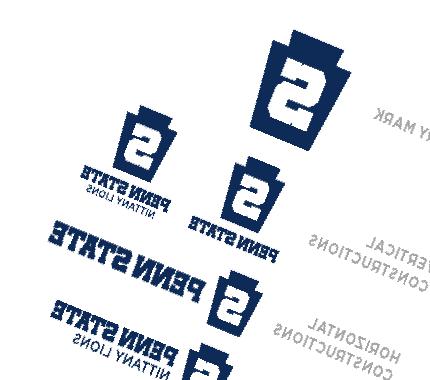 S
Y MARK
S
PENN STATE
NITTANY LIONS
S
PENN STATE
VERTICAL
CONSTRUCTIONS
S PENN STATE
HORIZONTAL
CONSTRUCTIONS
PENN STATE
NITTANY LIONS